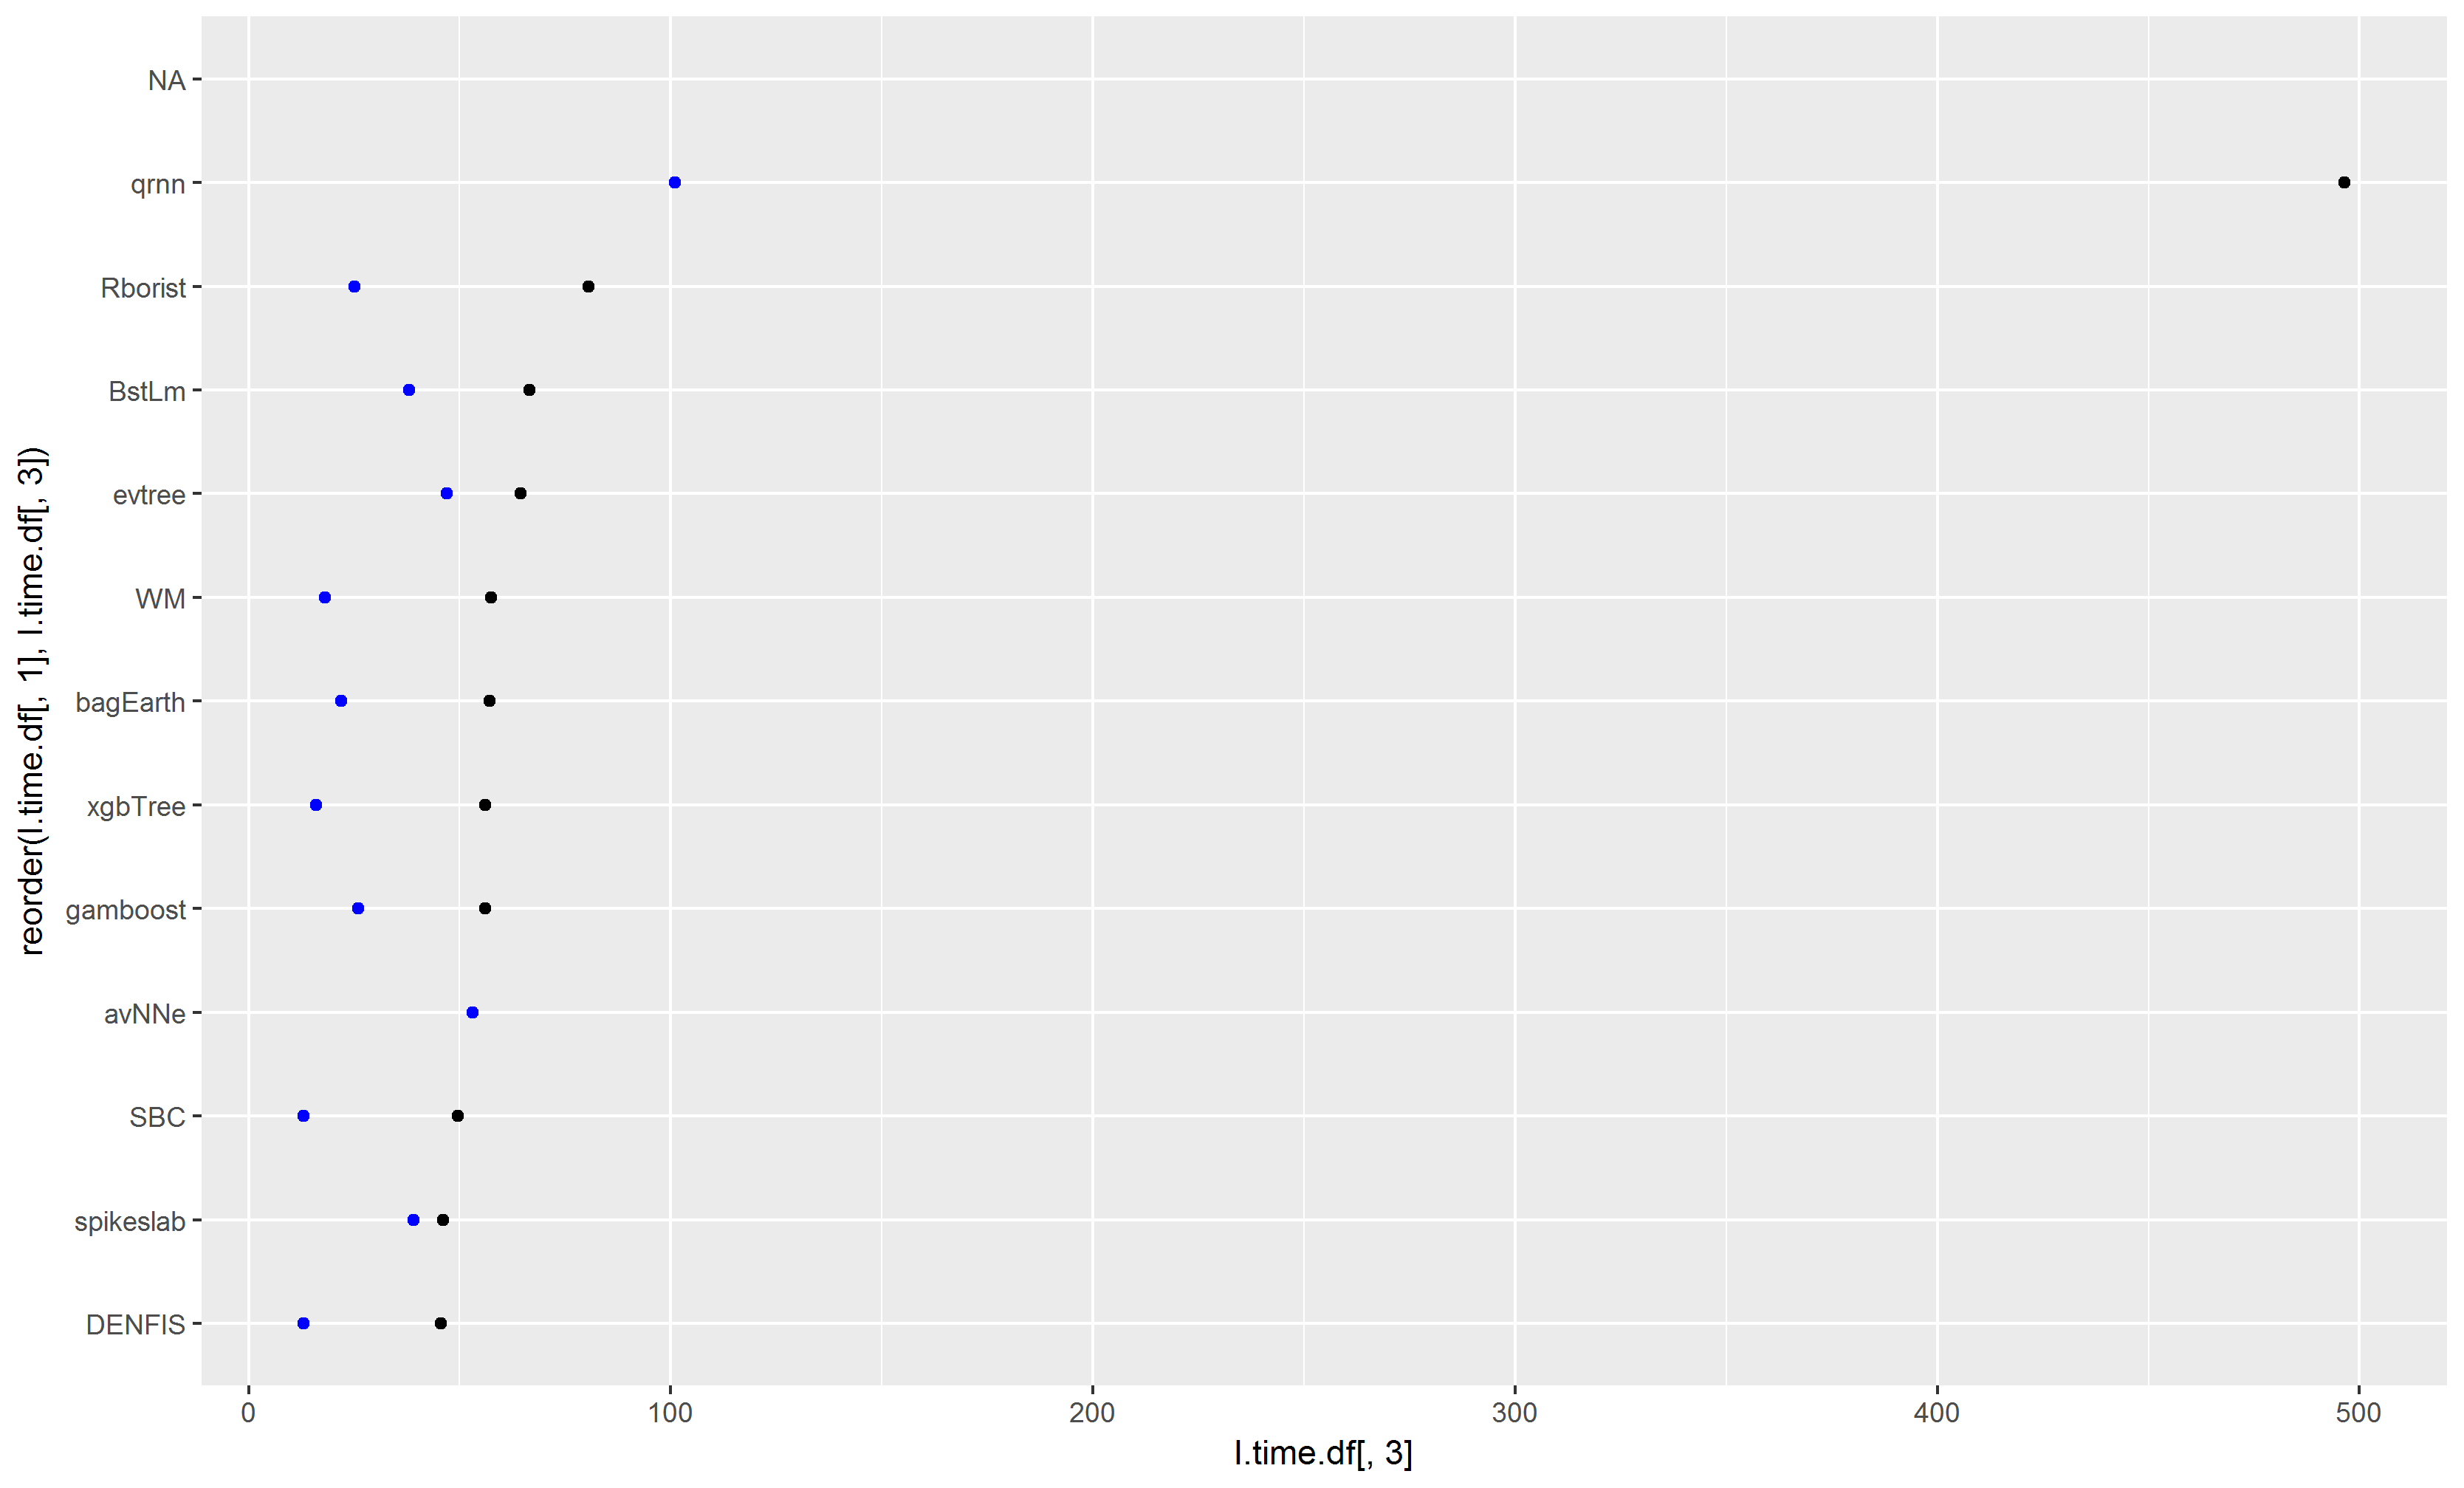 NA
qrnn
Rborist
BstLm
evtree
WM
bagEarth
xgbTree
gamboost
avNNe
SBC
spikeslab
DENFIS
reorder(l.time.df[, 1], l.time.df[, 3])
0 100 200 300 400 500
l.time.df[, 3]